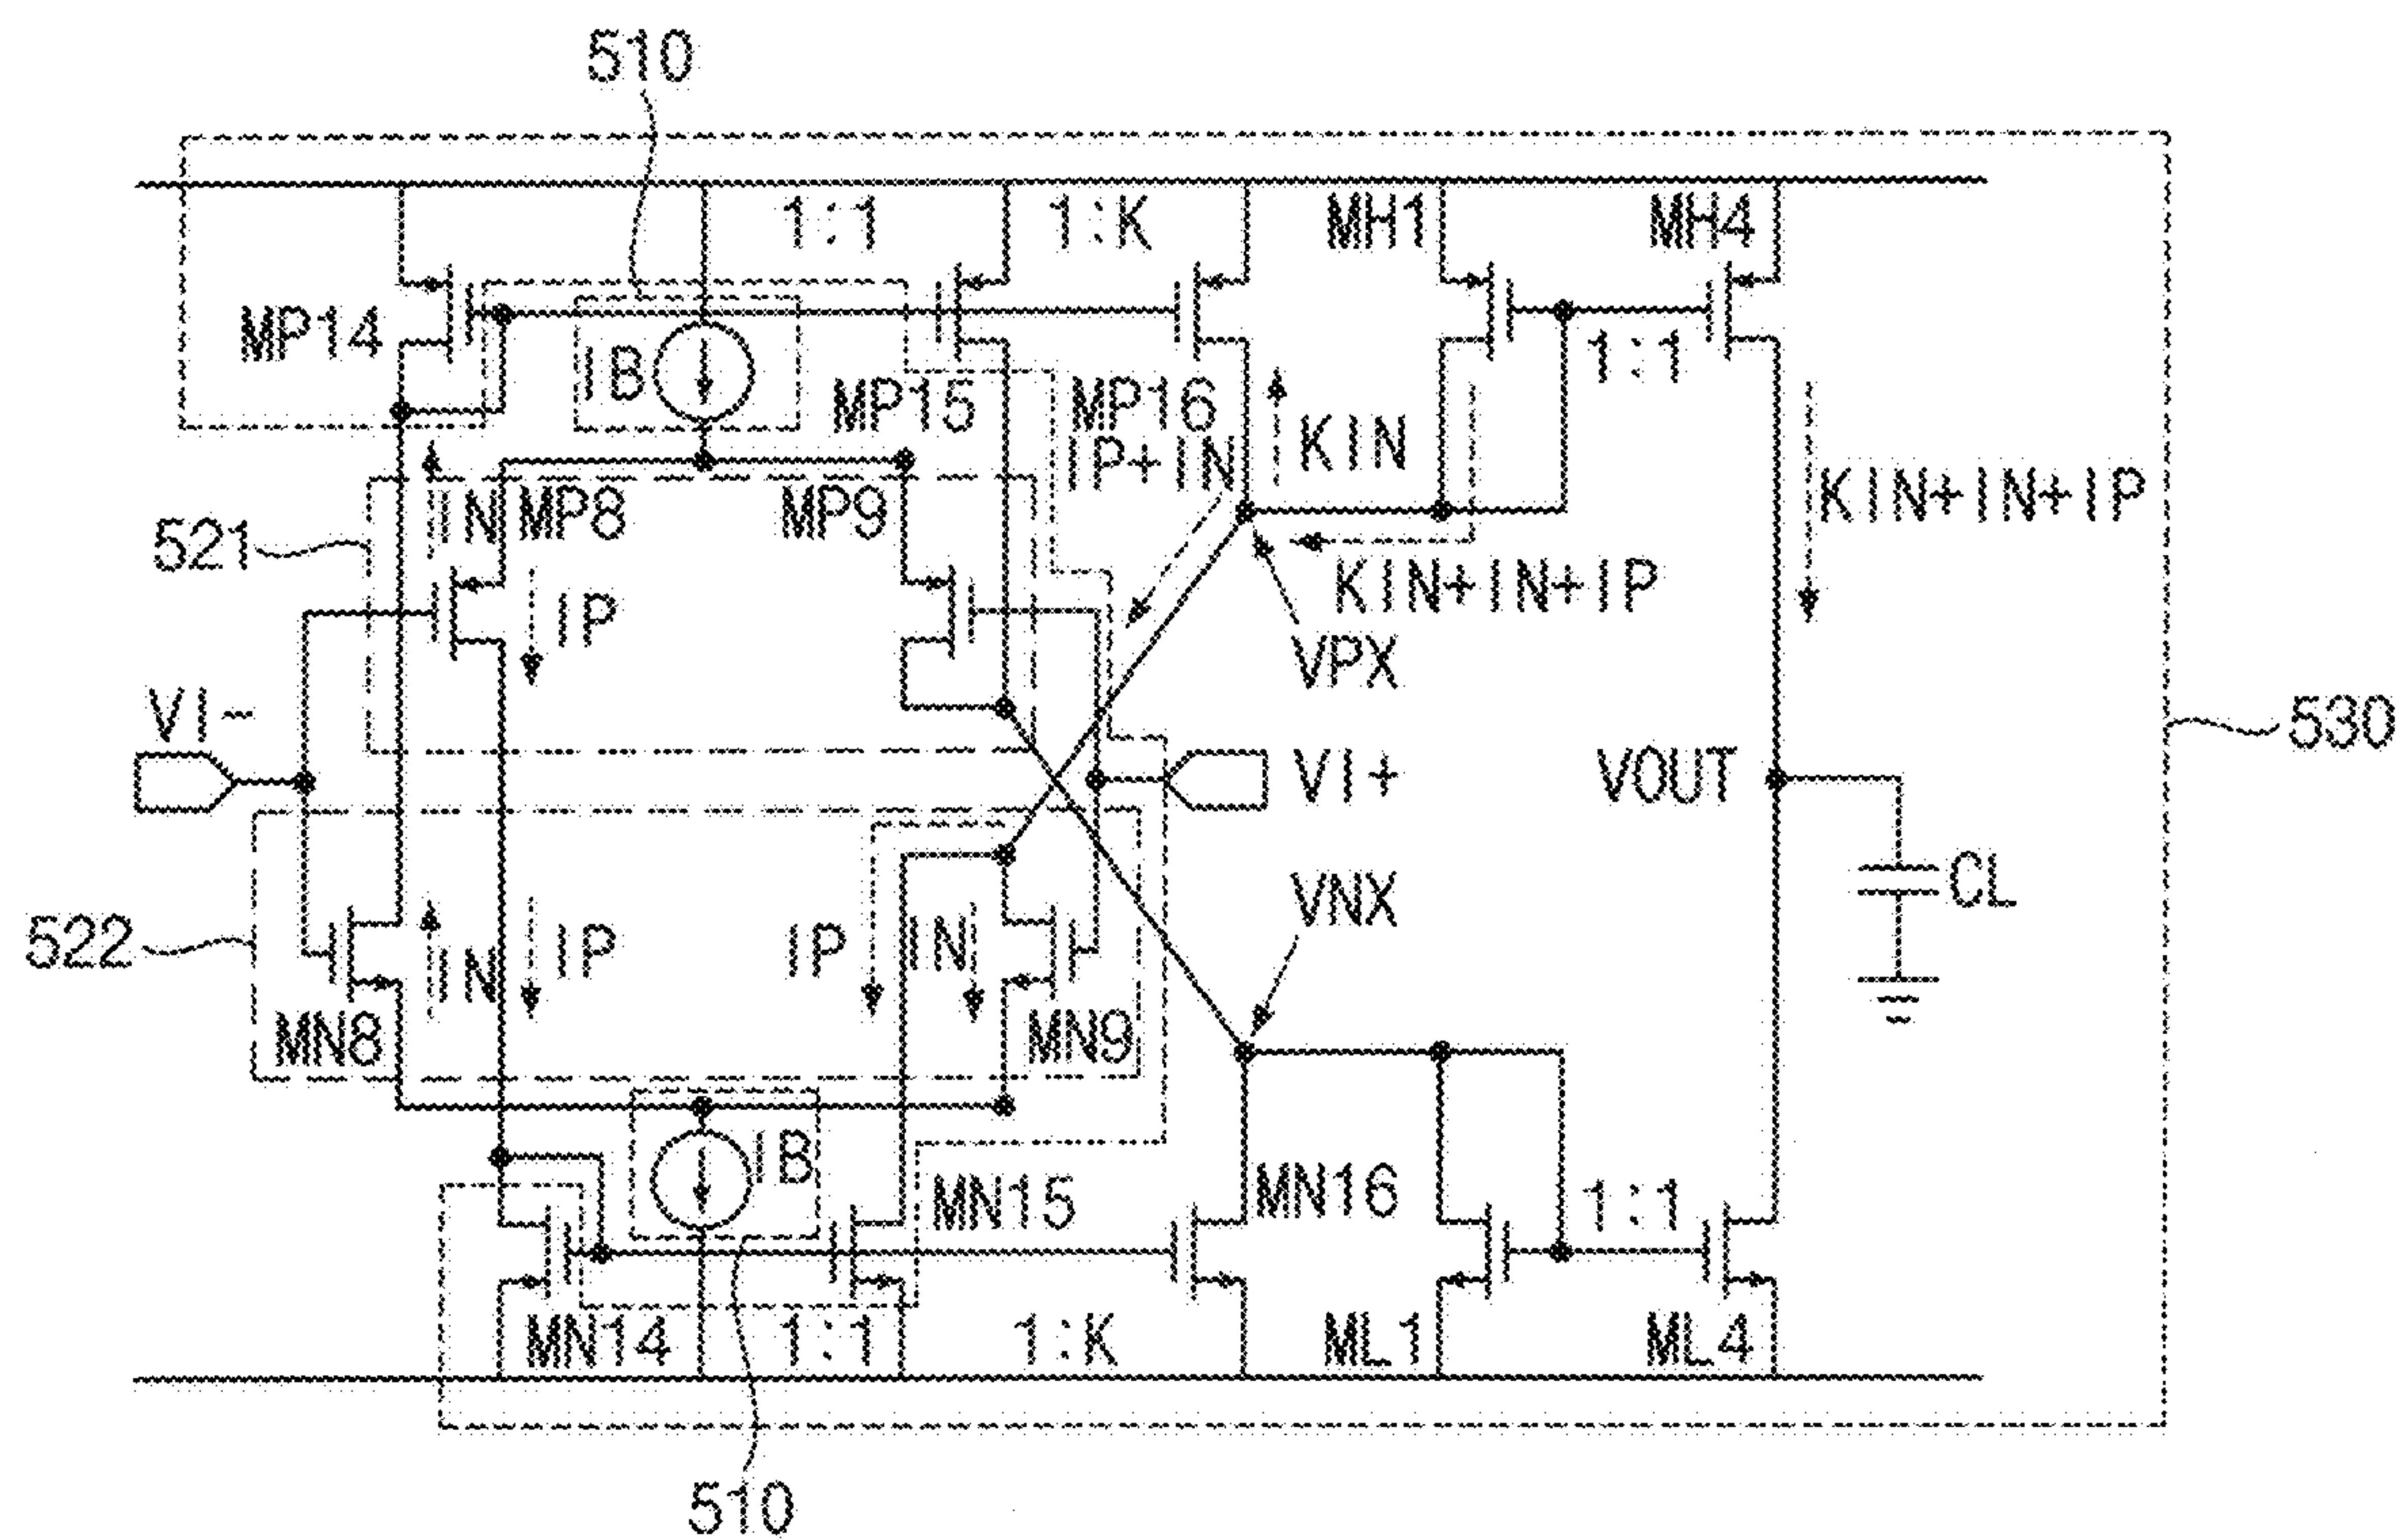 510
1:1
1:K
MH1
MH4
MP14
IB
MP15
MP16
1:1
IP+IN
KIN
KIN+IN+IP
521
IN
MP8
MP9
IP
KIN+IN+IP
VPX
VI-
530
VI+
VOUT
CL
VNX
522
IN
IP
IP
IN
MN8
MN9
IB
MN15
MN16
1:1
MN14
1:1
1:K
ML1
ML4
510